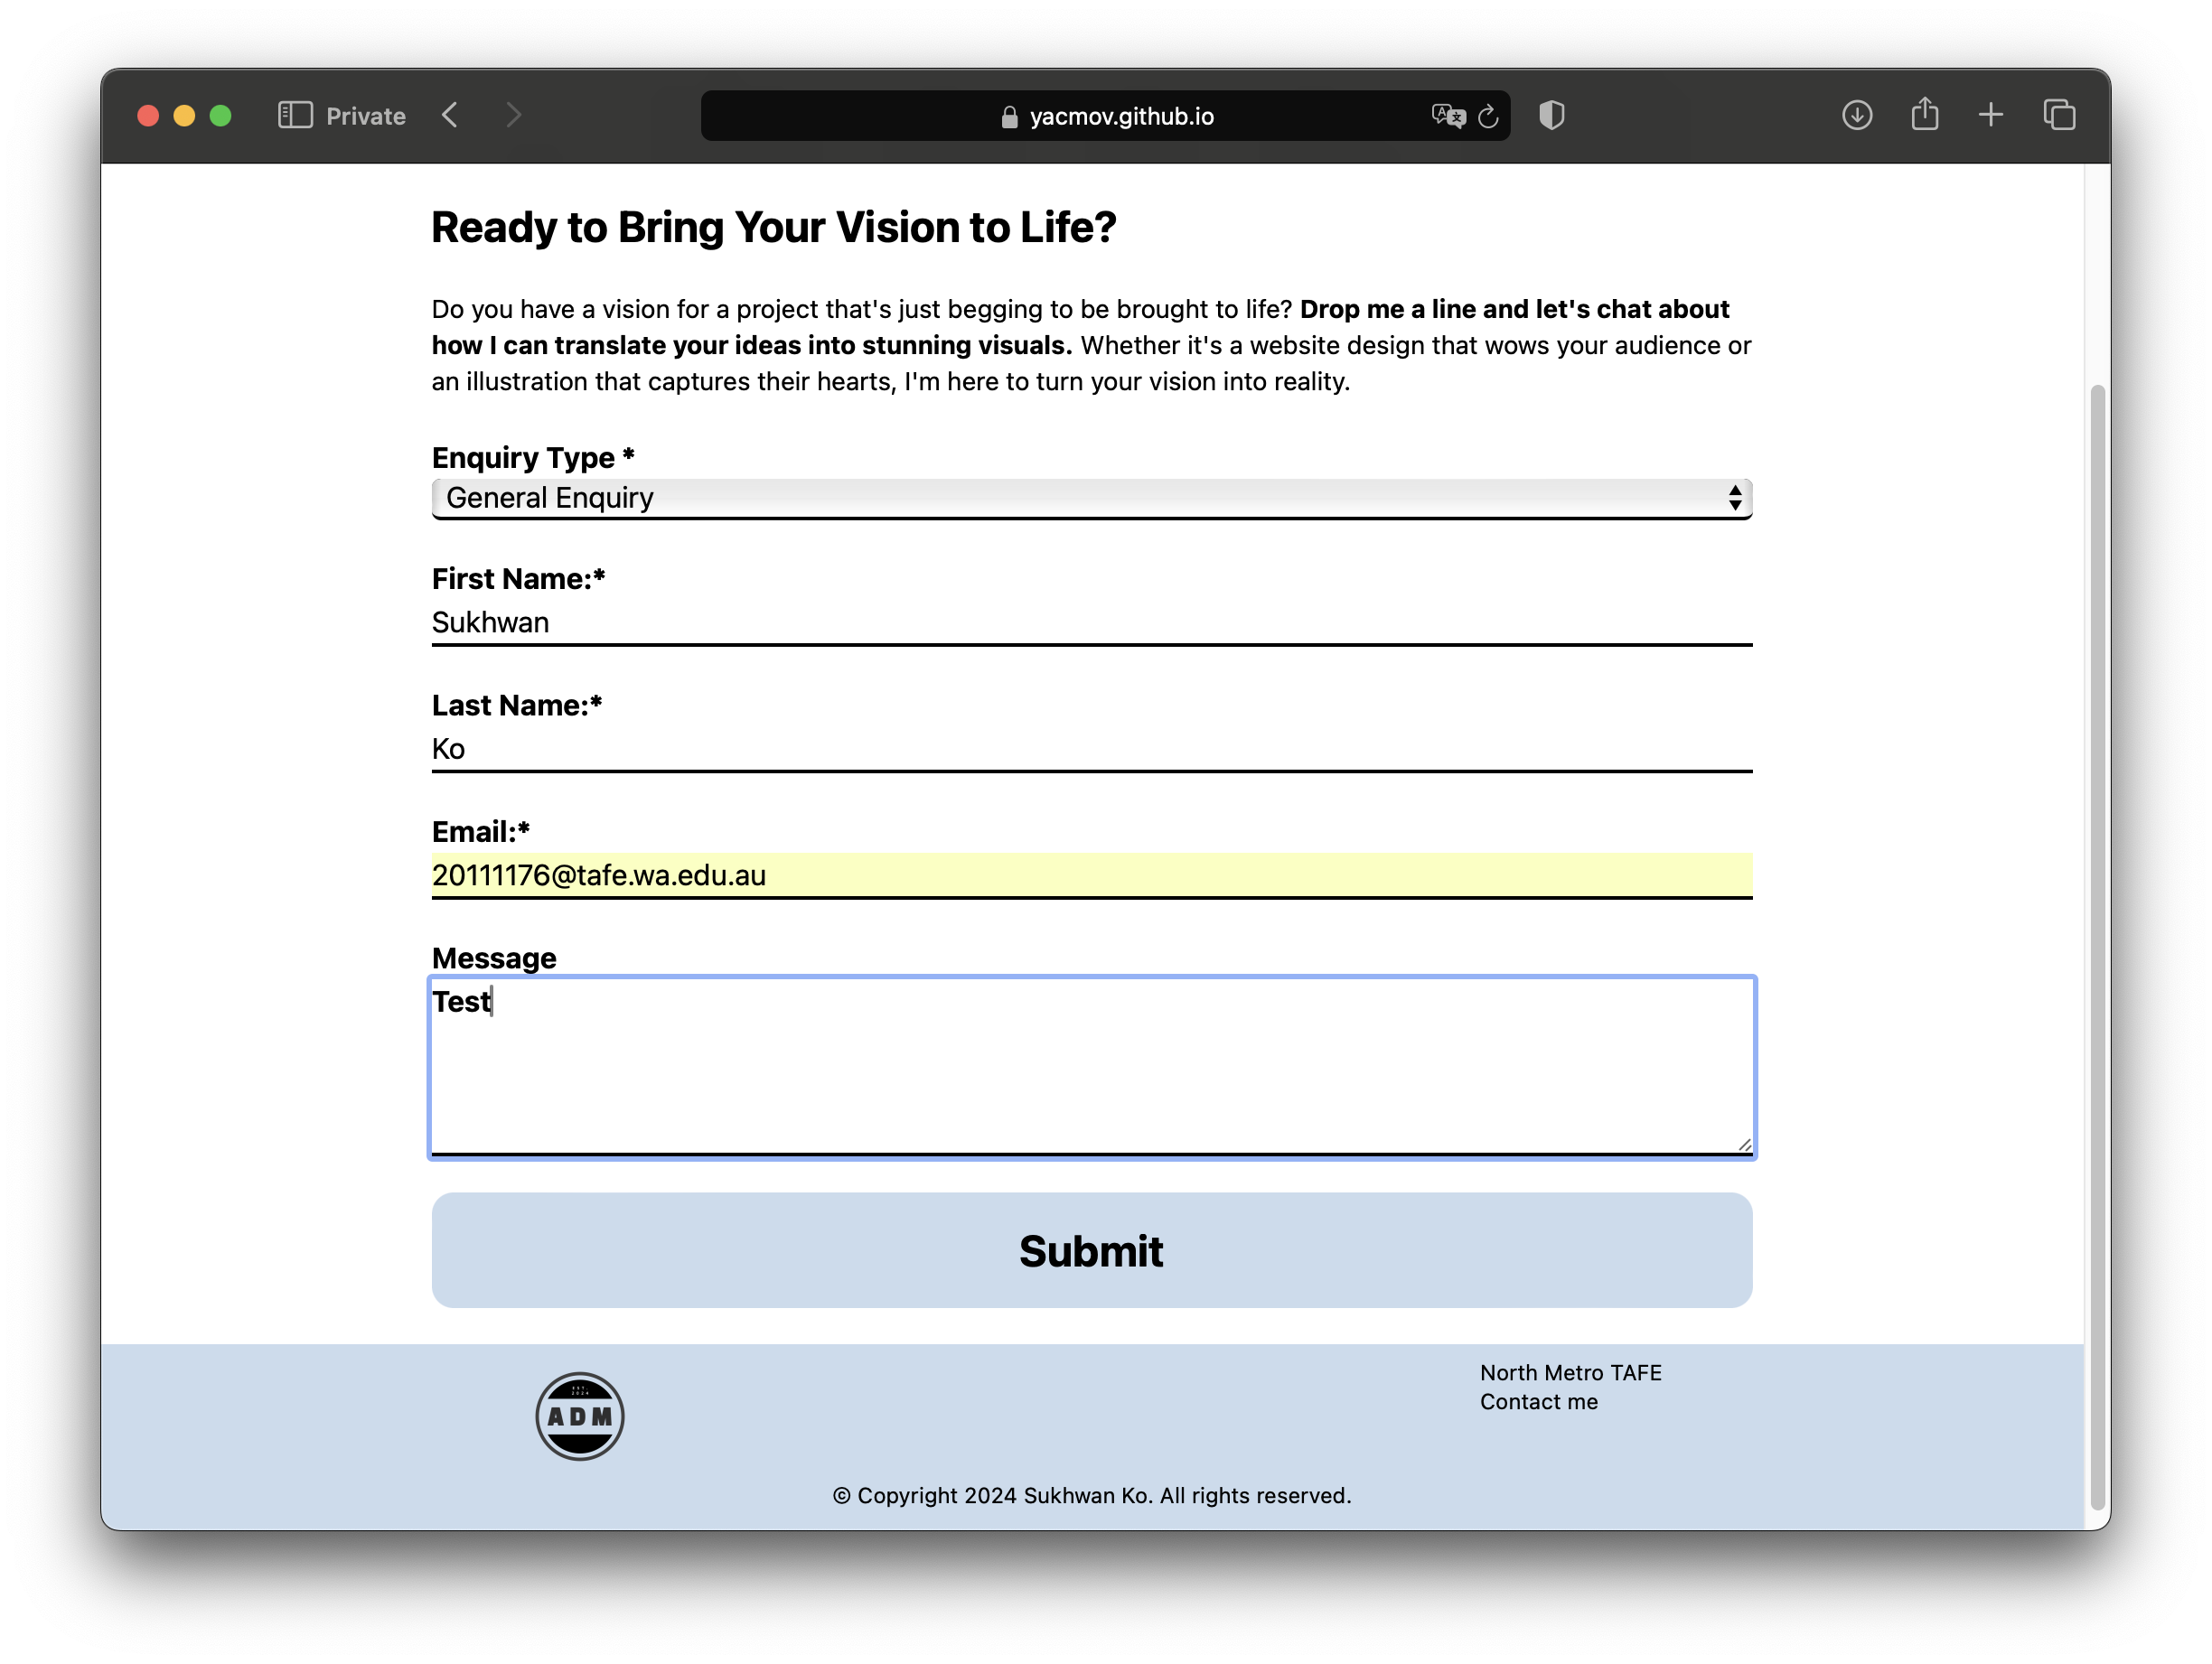 Private
yacmov.github.io
Ready to Bring Your Vision to Life?
Do you have a vision for a project that's just begging to be brought to life? Drop me a line and let's chat about
how I can translate your ideas into stunning visuals. Whether it's a website design that wows your audience or
an illustration that captures their hearts, I'm here to turn your vision into reality.
Enquiry Type *
General Enquiry
First Name:*
Sukhwan
Last Name:*
Ko
Email:*
20111176@tafe.wa.edu.au
Message
Test
Submit
EST.
2024
ADM
North Metro TAFE
Contact me
© Copyright 2024 Sukhwan Ko. All rights reserved.